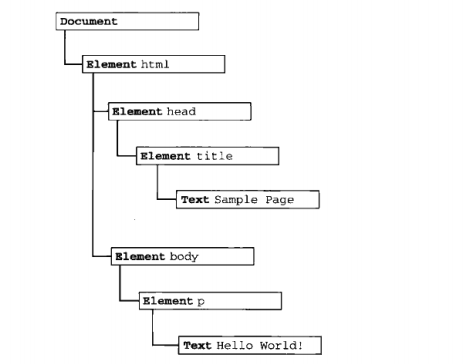 Document
Element html
Element head
Element title
Text Sample Page
Element body
Element p
Text Hello World!